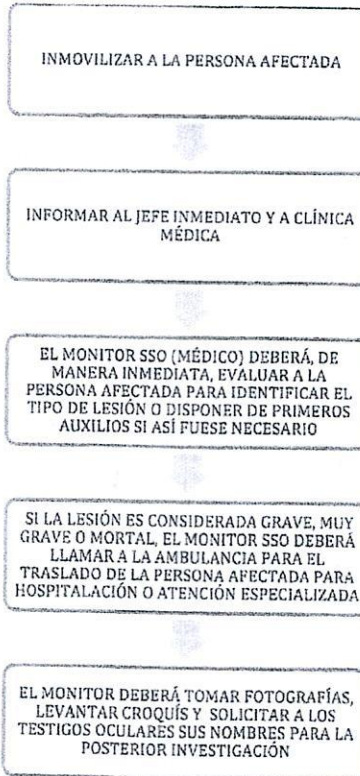 INMOVILIZAR A LA PERSONA AFECTADA
INFORMAR AL JEFE INMEDIATO Y A CLÍNICA
MÉDICA
EL MONITOR SSO (MÉDICO) DEBERÁ, DE
MANERA INMEDIATA, EVALUAR A LA
PERSONA AFECTADA PARA IDENTIFICAR EL
TIPO DE LESIÓN O DISPONER DE PRIMEROS
AUXILIOS SI ASÍ FUESE NECESARIO
SI LA LESIÓN ES CONSIDERADA GRAVE, MUY
GRAVE O MORTAL, EL MONITOR SSO DEBERÁ
LLAMAR A LA AMBULANCIA PARA EL
TRASLADO DE LA PERSONA AFECTADA PARA
HOSPITALACIÓN O ATENCIÓN ESPECIALIZADA
EL MONITOR DEBERÁ TOMAR FOTOGRAFÍAS,
LEVANTAR CROQUÍS Y SOLICITAR A LOS
TESTIGOS OCULARES SUS NOMBRES PARA LA
POSTERIOR INVESTIGACIÓN